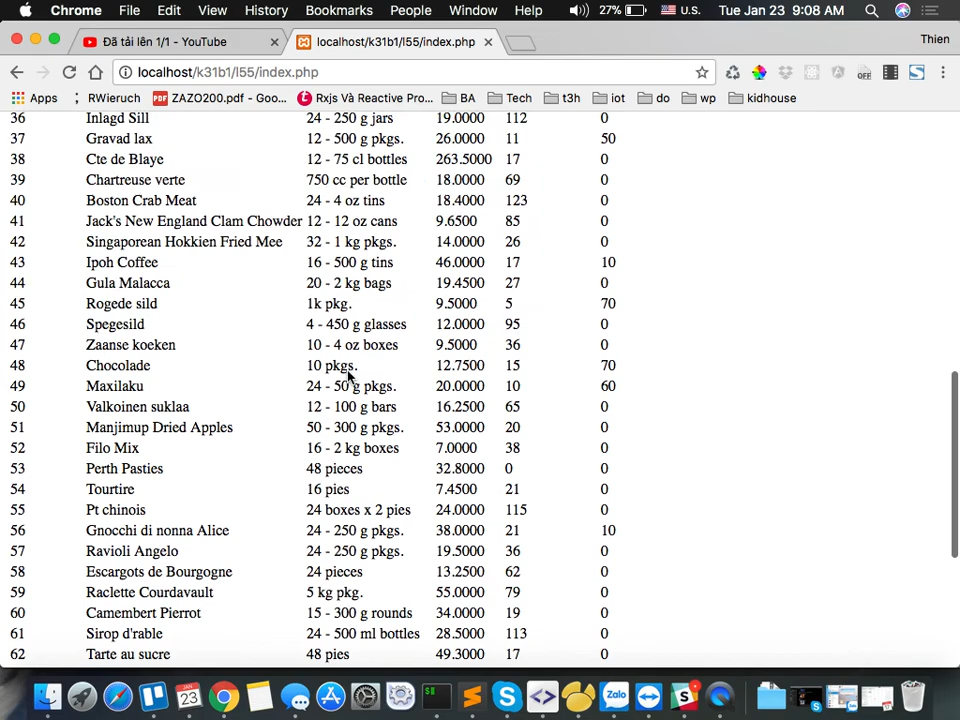 Chrome File Edit View History Bookmarks People Window Help 27% U.S. Tue Jan 23 9:08 AM
Đã tải lên 1/1 - YouTube localhost/k31b1/l55/index.php Thien
localhost/k31b1/l55/index.php
Apps RWieruch ZAZO200.pdf - Goo... Rxjs Và Reactive Pro... BA Tech t3h iot do wp kidhouse
36 Inlagd Sill 24 - 250 g jars 19.0000 112 0
37 Gravad lax 12 - 500 g pkgs. 26.0000 11 50
38 Cte de Blaye 12 - 75 cl bottles 263.5000 17 0
39 Chartreuse verte 750 cc per bottle 18.0000 69 0
40 Boston Crab Meat 24 - 4 oz tins 18.4000 123 0
41 Jack's New England Clam Chowder 12 - 12 oz cans 9.6500 85 0
42 Singaporean Hokkien Fried Mee 32 - 1 kg pkgs. 14.0000 26 0
43 Ipoh Coffee 16 - 500 g tins 46.0000 17 10
44 Gula Malacca 20 - 2 kg bags 19.4500 27 0
45 Rogede sild 1k pkg. 9.5000 5 70
46 Spegesild 4 - 450 g glasses 12.0000 95 0
47 Zaanse koeken 10 - 4 oz boxes 9.5000 36 0
48 Chocolade 10 pkgs. 12.7500 15 70
49 Maxilaku 24 - 50 g pkgs. 20.0000 10 60
50 Valkoinen suklaa 12 - 100 g bars 16.2500 65 0
51 Manjimup Dried Apples 50 - 300 g pkgs. 53.0000 20 0
52 Filo Mix 16 - 2 kg boxes 7.0000 38 0
53 Perth Pasties 48 pieces 32.8000 0 0
54 Tourtire 16 pies 7.4500 21 0
55 Pt chinois 24 boxes x 2 pies 24.0000 115 0
56 Gnocchi di nonna Alice 24 - 250 g pkgs. 38.0000 21 10
57 Ravioli Angelo 24 - 250 g pkgs. 19.5000 36 0
58 Escargots de Bourgogne 24 pieces 13.2500 62 0
59 Raclette Courdavault 5 kg pkg. 55.0000 79 0
60 Camembert Pierrot 15 - 300 g rounds 34.0000 19 0
61 Sirop d'rable 24 - 500 ml bottles 28.5000 113 0
62 Tarte au sucre 48 pies 49.3000 17 0
23
Zalo